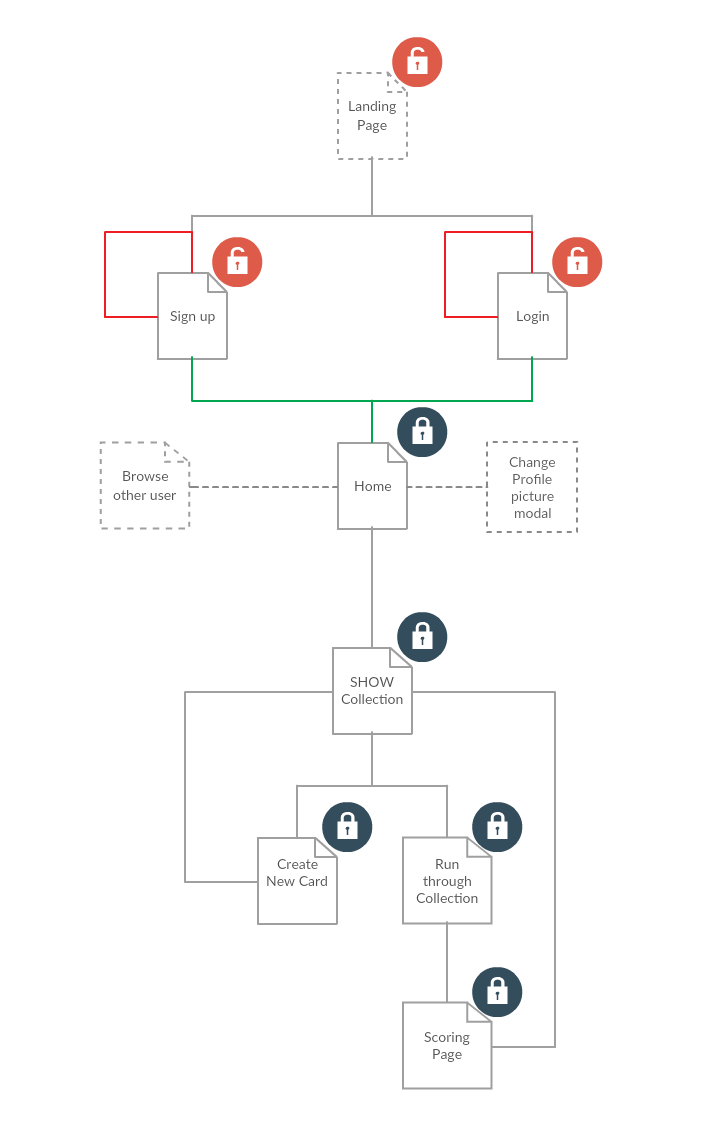 Landing
Page
Sign up
Login
Browse
other user
Home
Change
Profile
picture
modal
SHOW
Collection
Create
New Card
Run
through
Collection
Scoring
Page